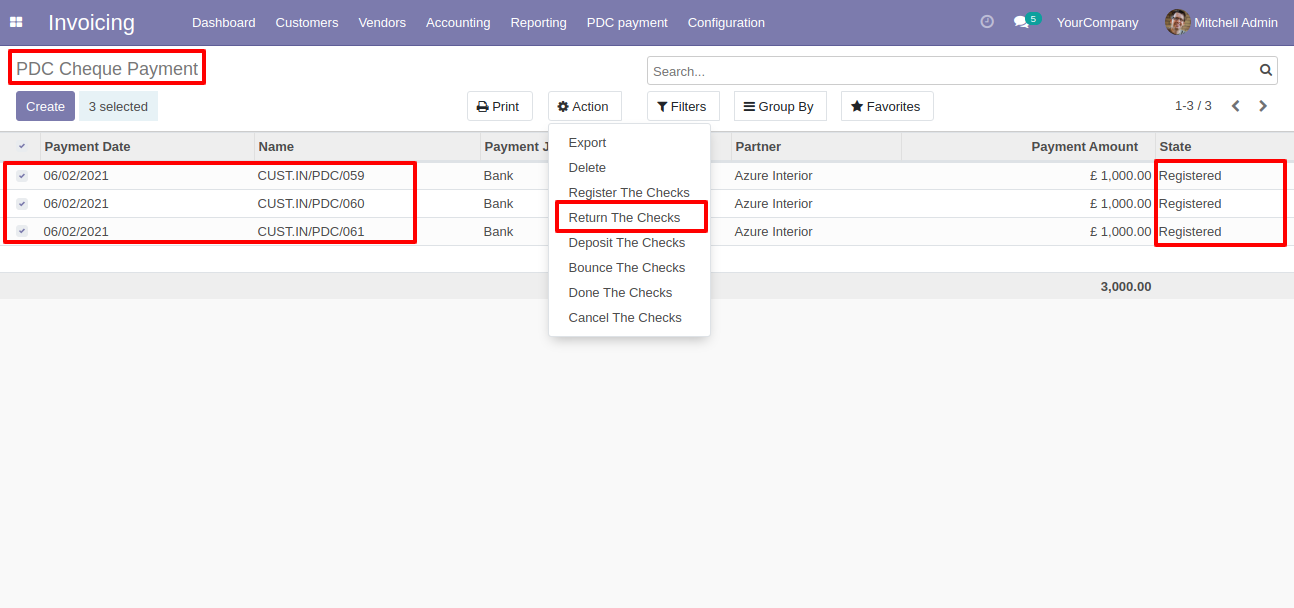 Invoicing Dashboard Customers Vendors Accounting Reporting PDC payment Configuration 5 YourCompany Mitchell Admin
PDC Cheque Payment Search...
Create 3 selected Print Action Filters Group By Favorites 1-3 / 3
Payment Date Name Payment J Partner Payment Amount State
06/02/2021 CUST.IN/PDC/059 Bank Azure Interior £ 1,000.00 Registered
06/02/2021 CUST.IN/PDC/060 Bank Azure Interior £ 1,000.00 Registered
06/02/2021 CUST.IN/PDC/061 Bank Azure Interior £ 1,000.00 Registered
3,000.00
Export
Delete
Register The Checks
Return The Checks
Deposit The Checks
Bounce The Checks
Done The Checks
Cancel The Checks